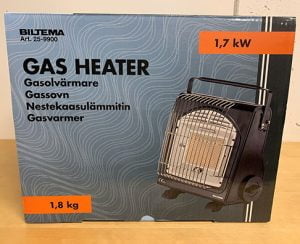 BILTEMA
Art. 25-9900
1,7 kW
GAS HEATER
Gasolvärmare
Gassovn
Nestekaasulämmitin
Gasvarmer
1,8 kg